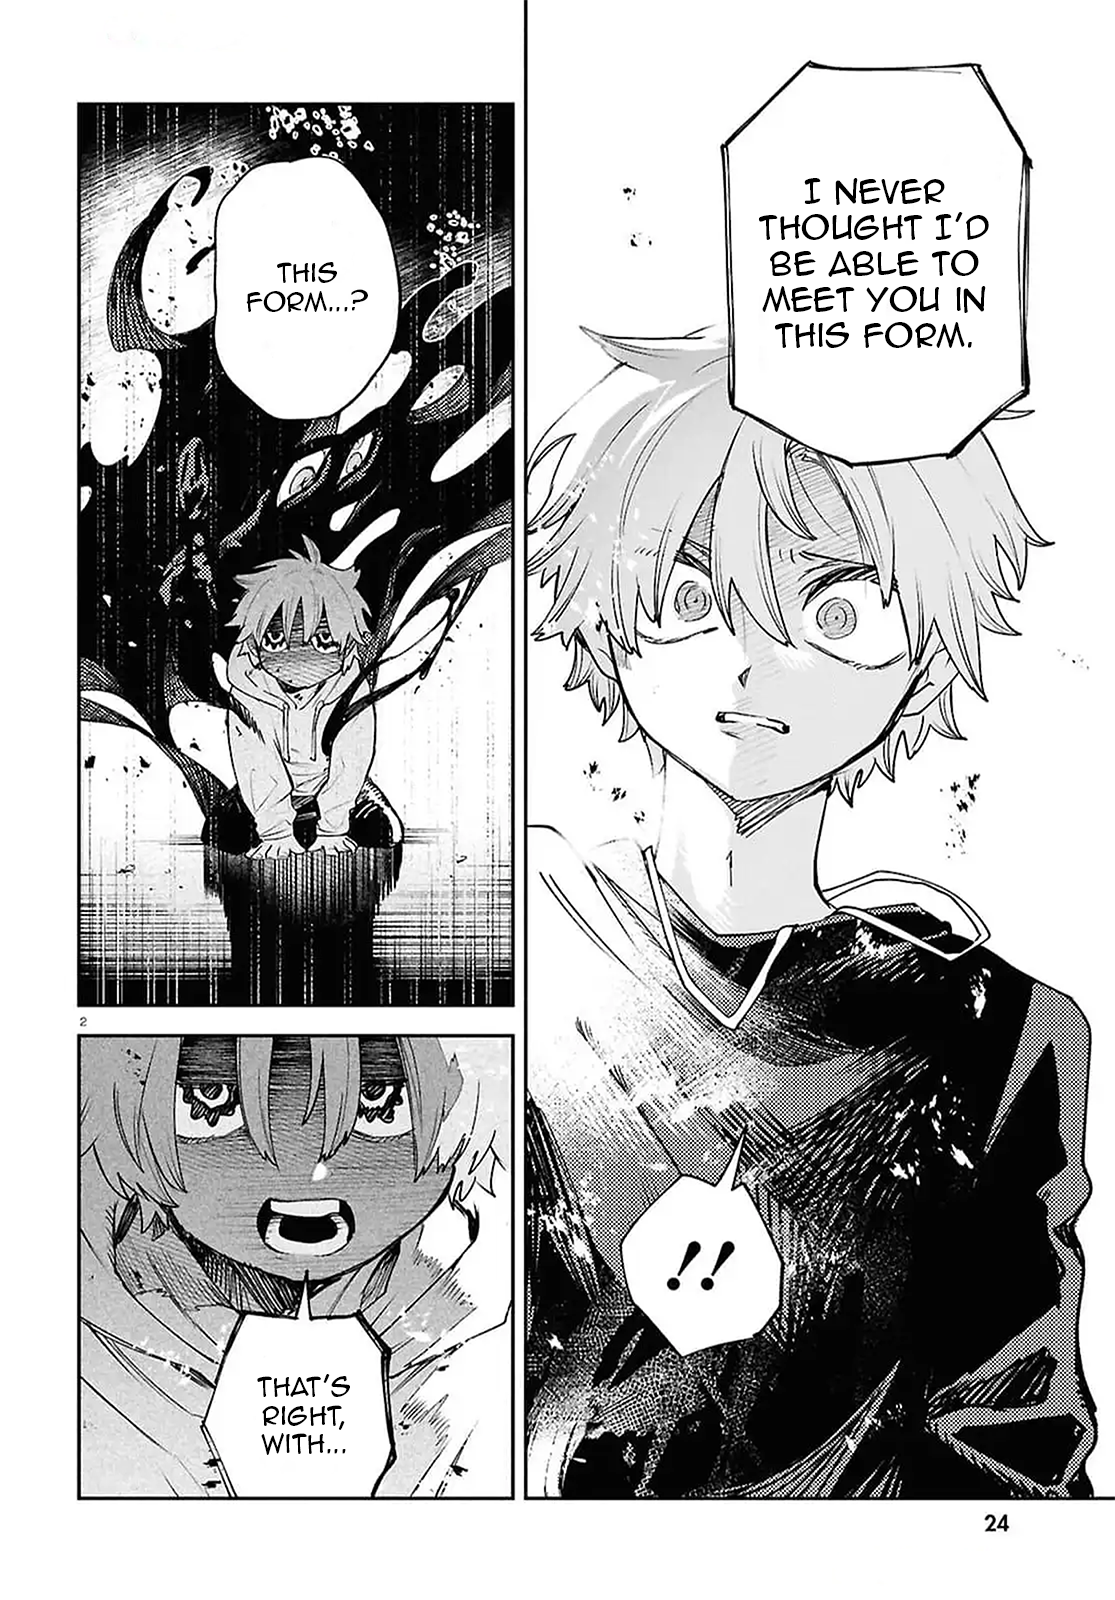 I NEVER
THOUGHT I'D
BE ABLE TO
MEET YOU IN
THIS FORM.
!!
THIS
FORM...?
2
THAT'S
RIGHT,
WITH...
24